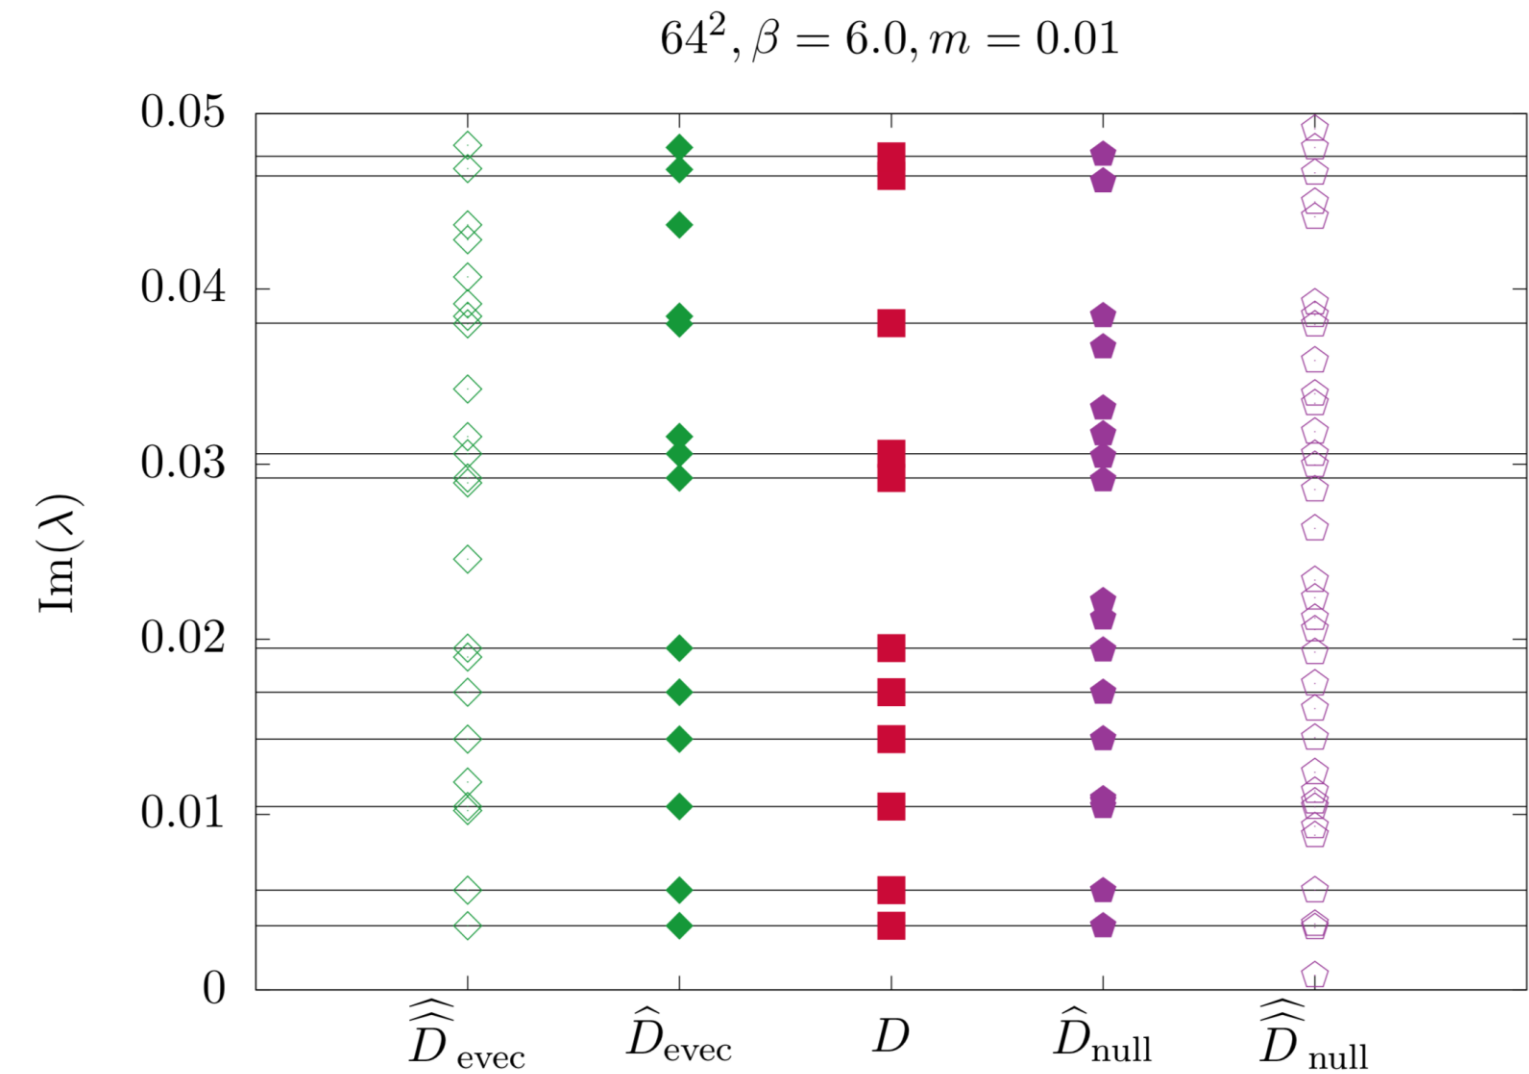 64², β = 6.0, m = 0.01
0.05
0.04
0.03
0.02
0.01
0
Im(λ)
D̂̂evec D̂evec D D̂null D̂̂null